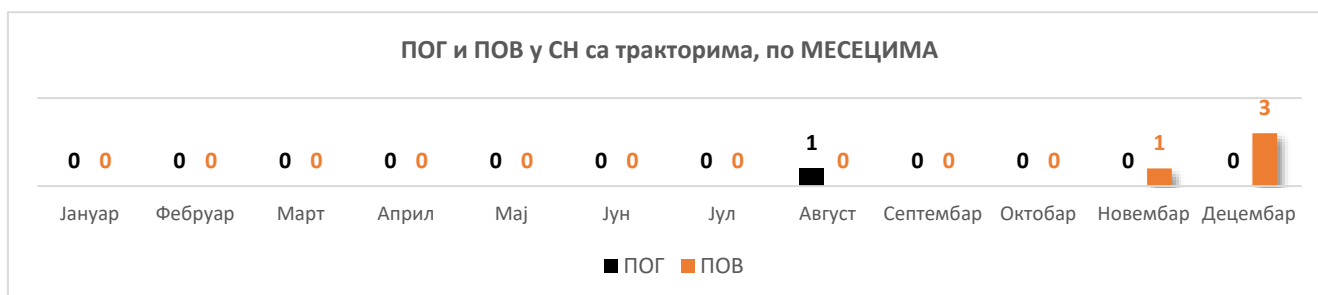 ПОГ и ПОВ у СН са тракторима, по МЕСЕЦИМА
0 0 0 0 0 0 0 0 0 0 0 0 0 0 1 0 0 0 0 0 0 1 0 3
Јануар Фебруар Март Април Мај Јун Јул Август Септембар Октобар Новембар Децембар
ПОГ ПОВ